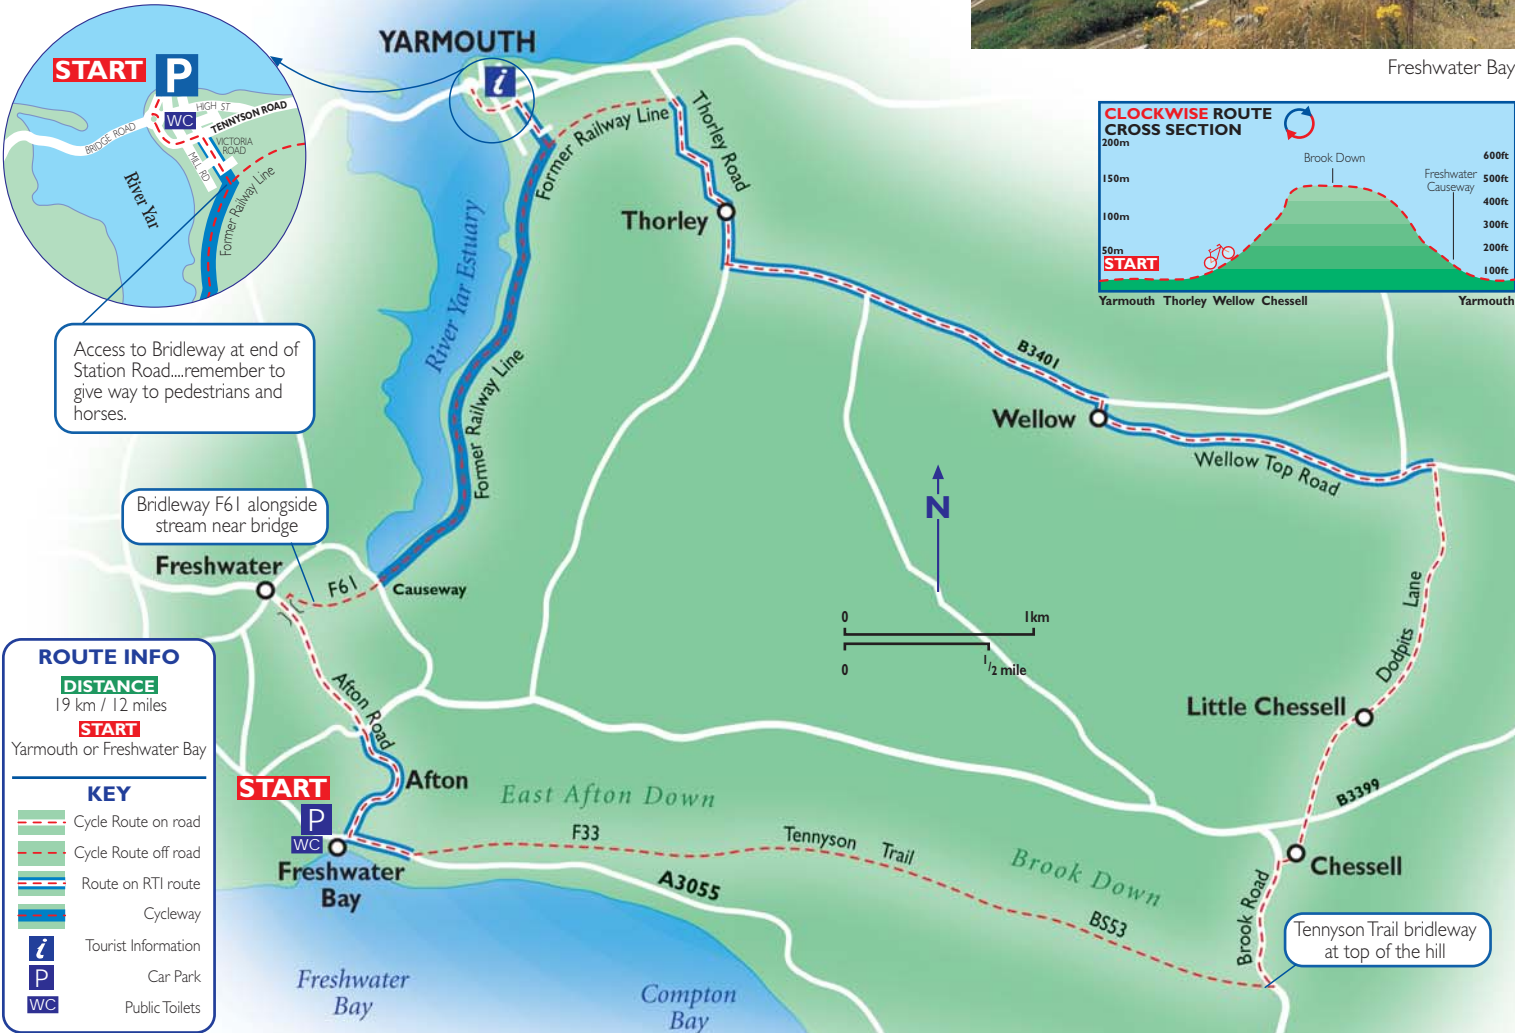 YARMOUTH
START
P
WC
HIGH ST
TENNYSON ROAD
BRIDGE ROAD
VICTORIA
ROAD
MILL RD
River Yar
Former Railway Line
Access to Bridleway at end of
Station Road....remember to
give way to pedestrians and
horses.
i
Former Railway Line
Thorley Road
River Yar Estuary
Thorley
Former Railway Line
Freshwater Bay
CLOCKWISE ROUTE
CROSS SECTION
200m
150m
100m
50m
START
Brook Down
Freshwater
Causeway
600ft
500ft
400ft
300ft
200ft
100ft
Yarmouth Thorley Wellow Chessell Yarmouth
B3401
Wellow
Wellow Top Road
Bridleway F61 alongside
stream near bridge
Freshwater
F61
Causeway
N
0 1km
0 1/2 mile
Dodpits Lane
Little Chessell
B3399
Chessell
Brook Road
Tennyson Trail bridleway
at top of the hill
Afton Road
Afton
START
P
WC
Freshwater
Bay
East Afton Down
F33
Tennyson Trail
Brook Down
BS53
A3055
Freshwater
Bay
Compton
Bay
ROUTE INFO
DISTANCE
19 km / 12 miles
START
Yarmouth or Freshwater Bay
KEY
Cycle Route on road
Cycle Route off road
Route on RTI route
Cycleway
i Tourist Information
P Car Park
WC Public Toilets